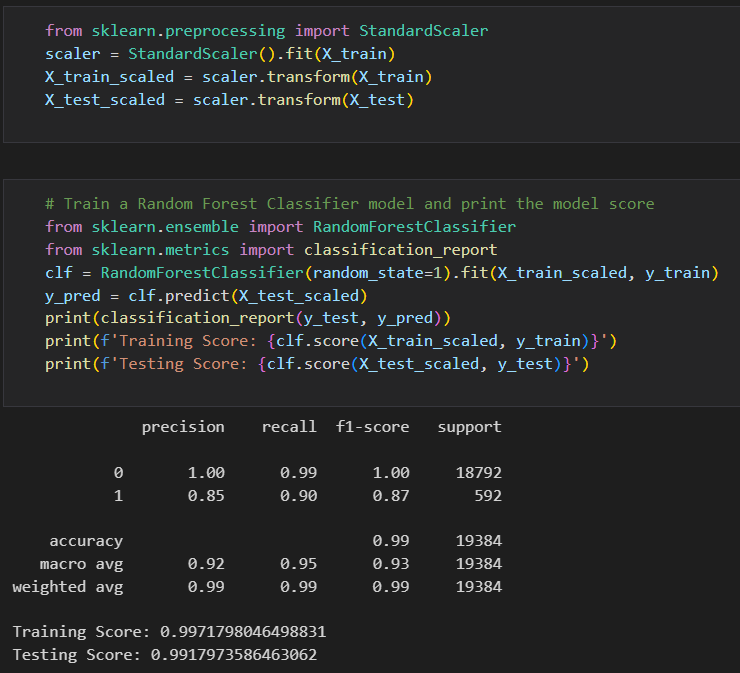 from sklearn.preprocessing import StandardScaler
scaler = StandardScaler().fit(X_train)
X_train_scaled = scaler.transform(X_train)
X_test_scaled = scaler.transform(X_test)
# Train a Random Forest Classifier model and print the model score
from sklearn.ensemble import RandomForestClassifier
from sklearn.metrics import classification_report
clf = RandomForestClassifier(random_state=1).fit(X_train_scaled, y_train)
y_pred = clf.predict(X_test_scaled)
print(classification_report(y_test, y_pred))
print(f'Training Score: {clf.score(X_train_scaled, y_train)}')
print(f'Testing Score: {clf.score(X_test_scaled, y_test)}')
precision recall f1-score support
0 1.00 0.99 1.00 18792
1 0.85 0.90 0.87 592
accuracy 0.99 19384
macro avg 0.92 0.95 0.93 19384
weighted avg 0.99 0.99 0.99 19384
Training Score: 0.9971798046498831
Testing Score: 0.9917973586463062